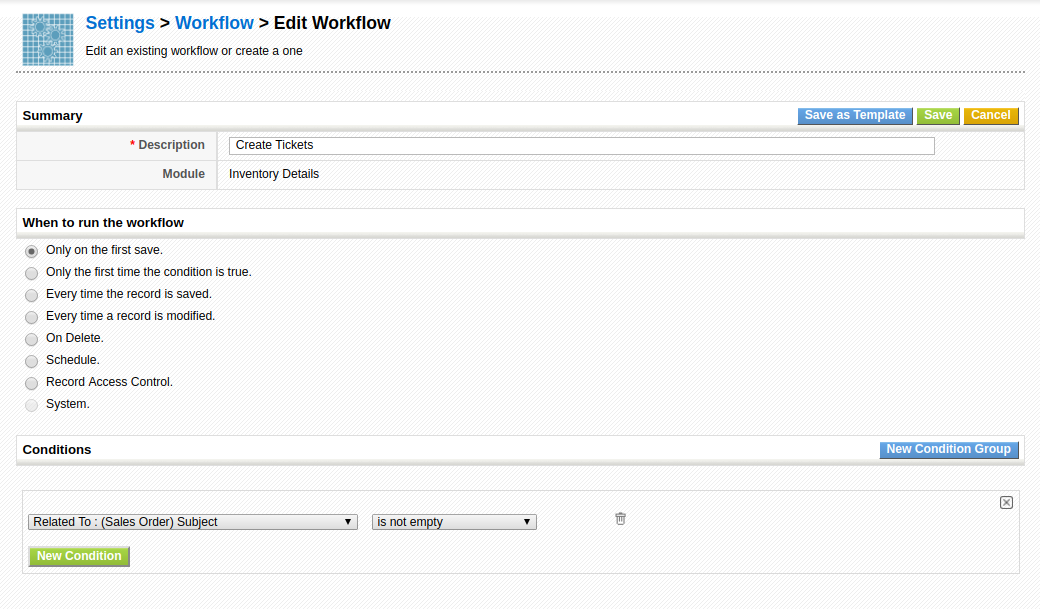 Settings > Workflow > Edit Workflow
Edit an existing workflow or create a one
Summary Save as Template Save Cancel
* Description Create Tickets
Module Inventory Details
When to run the workflow
Only on the first save.
Only the first time the condition is true.
Every time the record is saved.
Every time a record is modified.
On Delete.
Schedule.
Record Access Control.
System.
Conditions New Condition Group
Related To : (Sales Order) Subject is not empty
New Condition